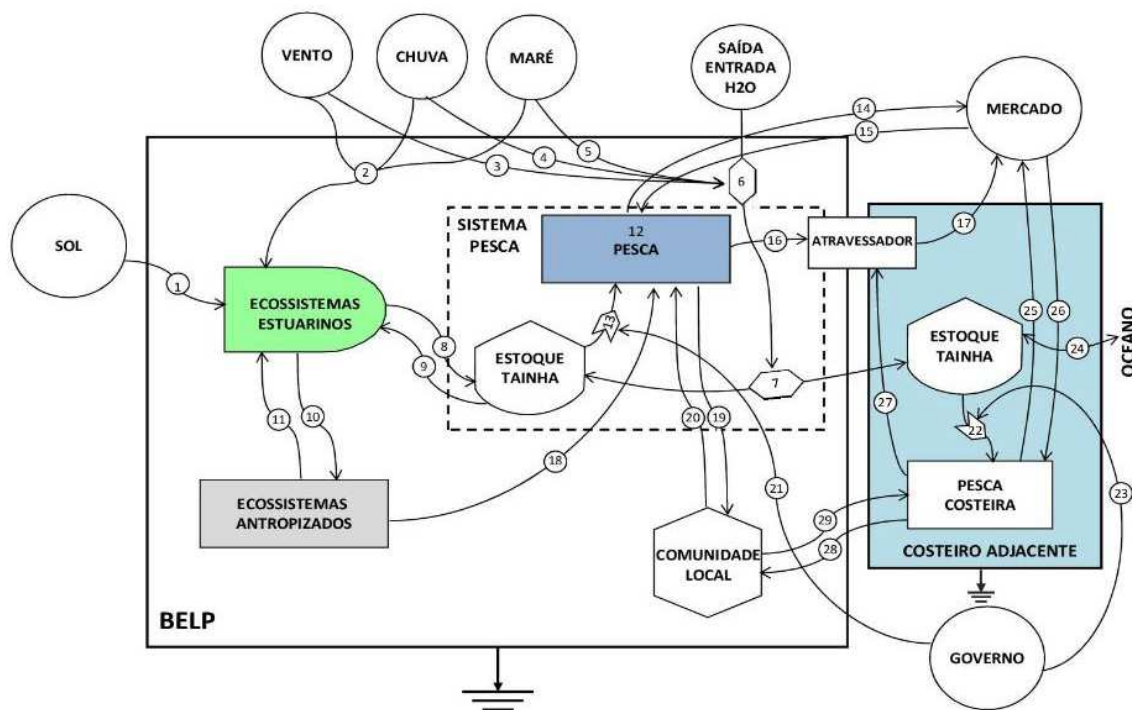 VENTO
CHUVA
MARÉ
SAÍDA
ENTRADA
H2O
MERCADO
14
15
2
3
4
5
6
SOL
1
SISTEMA
PESCA
12
PESCA
16
ATRAVESSADOR
17
ECOSSISTEMAS
ESTUARINOS
13
8
9
ESTOQUE
TAINHA
7
ESTOQUE
TAINHA
25
26
24
OCEANO
11
10
18
20
19
27
22
21
23
ECOSSISTEMAS
ANTROPIZADOS
PESCA
COSTEIRA
29
28
COMUNIDADE
LOCAL
COSTEIRO ADJACENTE
BELP
GOVERNO